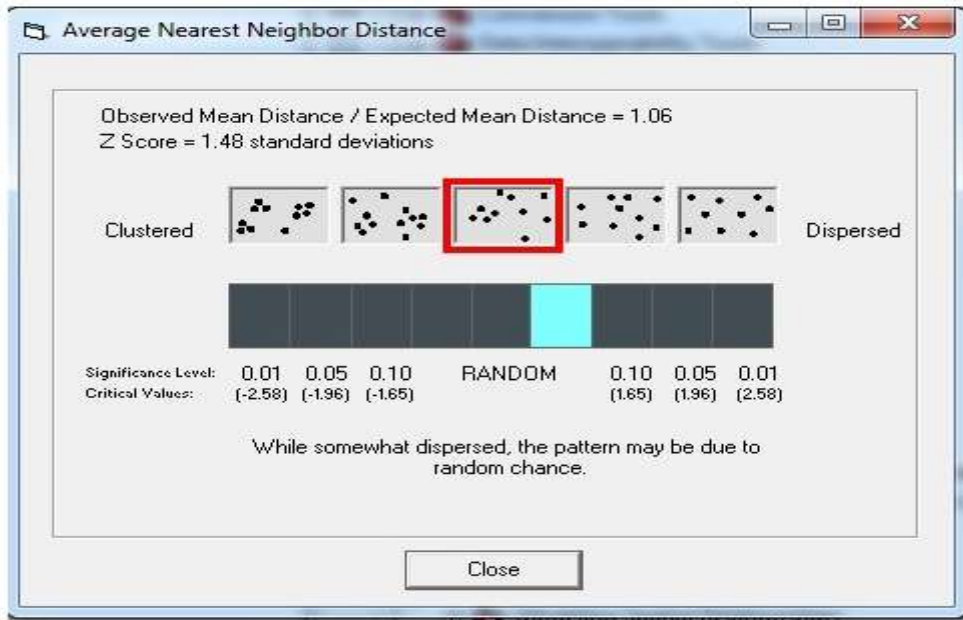 Average Nearest Neighbor Distance
Observed Mean Distance / Expected Mean Distance = 1.06
Z Score = 1.48 standard deviations
Clustered
Dispersed
Significance Level: 0.01 0.05 0.10 RANDOM 0.10 0.05 0.01
Critical Values: (-2.58) (-1.96) (-1.65) (1.65) (1.96) (2.58)
While somewhat dispersed, the pattern may be due to
random chance.
Close